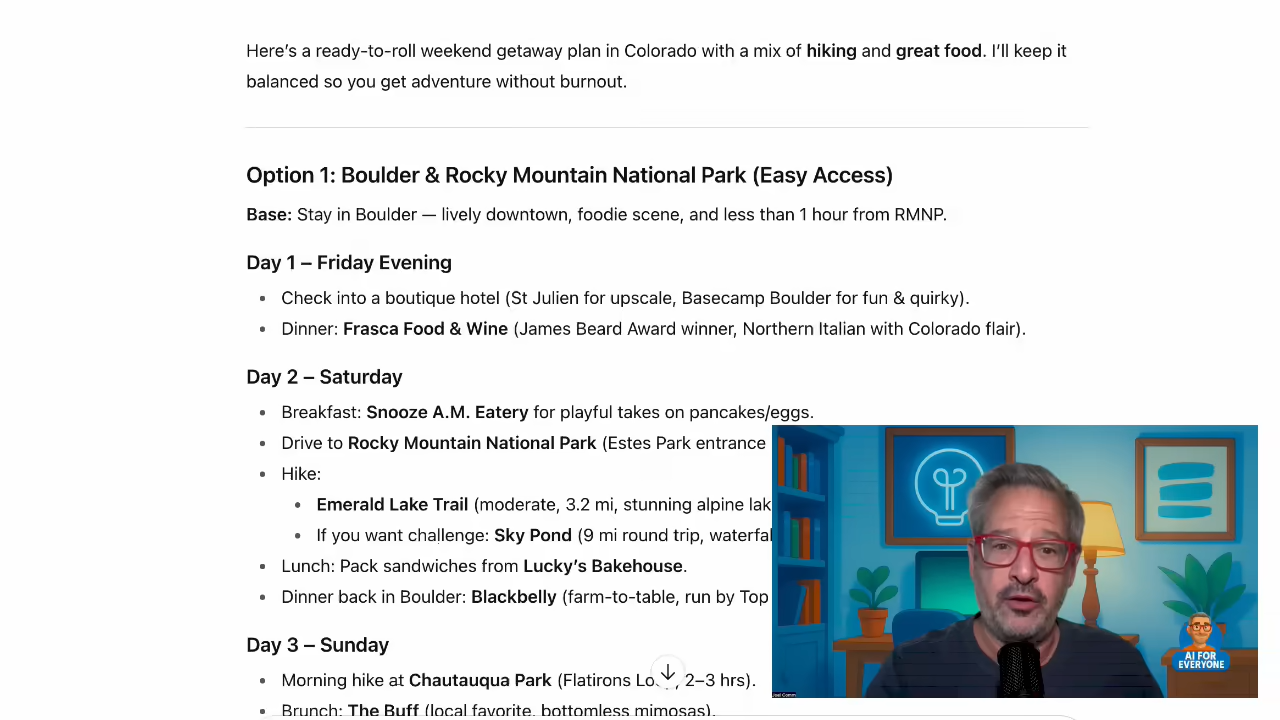 Here’s a ready-to-roll weekend getaway plan in Colorado with a mix of hiking and great food. I’ll keep it
balanced so you get adventure without burnout.
Option 1: Boulder & Rocky Mountain National Park (Easy Access)
Base: Stay in Boulder — lively downtown, foodie scene, and less than 1 hour from RMNP.
Day 1 – Friday Evening
Check into a boutique hotel (St Julien for upscale, Basecamp Boulder for fun & quirky).
Dinner: Frasca Food & Wine (James Beard Award winner, Northern Italian with Colorado flair).
Day 2 – Saturday
Breakfast: Snooze A.M. Eatery for playful takes on pancakes/eggs.
Drive to Rocky Mountain National Park (Estes Park entrance
Hike:
Emerald Lake Trail (moderate, 3.2 mi, stunning alpine
If you want challenge: Sky Pond (9 mi round trip,
Lunch: Pack sandwiches from Lucky’s Bakehouse.
Dinner back in Boulder: Blackbelly (farm-to-table, run by Top
Day 3 – Sunday
Morning hike at Chautauqua Park (Flatirons 2–3 hrs).
Brunch: The Buff (local favorite, bottomless mimosas).
AI FOR
EVERYONE
Joel Comm